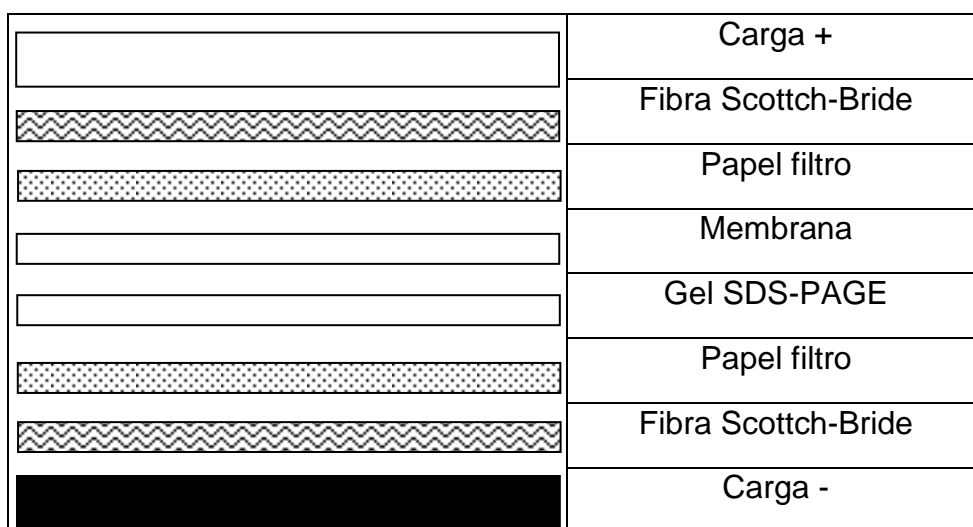 Carga +
Fibra Scottch-Bride
Papel filtro
Membrana
Gel SDS-PAGE
Papel filtro
Fibra Scottch-Bride
Carga -